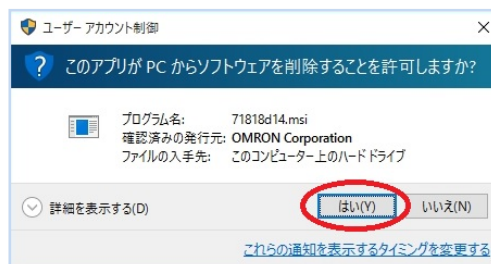 ユーザー アカウント制御
このアプリが PC からソフトウェアを削除することを許可しますか?
プログラム名: 71818d14.msi
確認済みの発行元: OMRON Corporation
ファイルの入手先: このコンピューター上のハード ドライブ
詳細を表示する(D)
はい(Y)
いいえ(N)
これらの通知を表示するタイミングを変更する